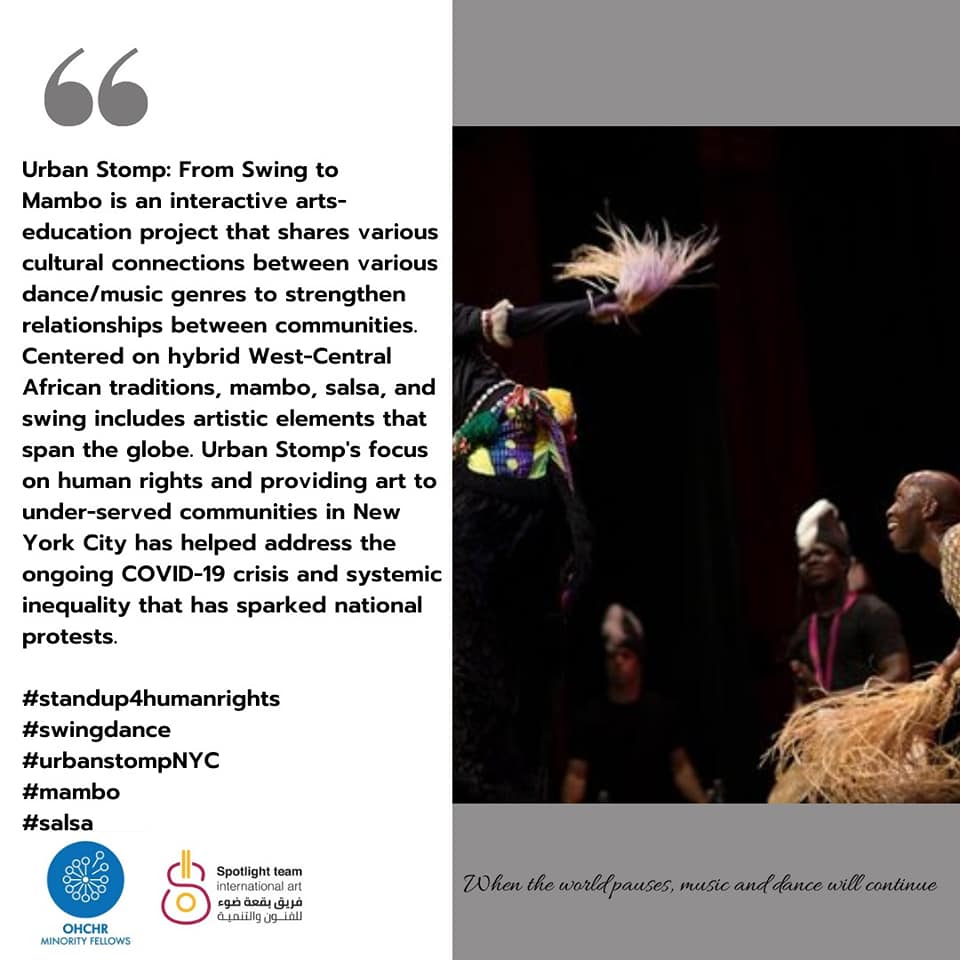 Urban Stomp: From Swing to
Mambo is an interactive arts-
education project that shares various
cultural connections between various
dance/music genres to strengthen
relationships between communities.
Centered on hybrid West-Central
African traditions, mambo, salsa, and
swing includes artistic elements that
span the globe. Urban Stomp's focus
on human rights and providing art to
under-served communities in New
York City has helped address the
ongoing COVID-19 crisis and systemic
inequality that has sparked national
protests.
#standup4humanrights
#swingdance
#urbanstompNYC
#mambo
#salsa
OHCHR
MINORITY FELLOWS
Spotlight team
international art
فريق بقعة ضوء
للفنــون والتنميـة
When the world pauses, music and dance will continue